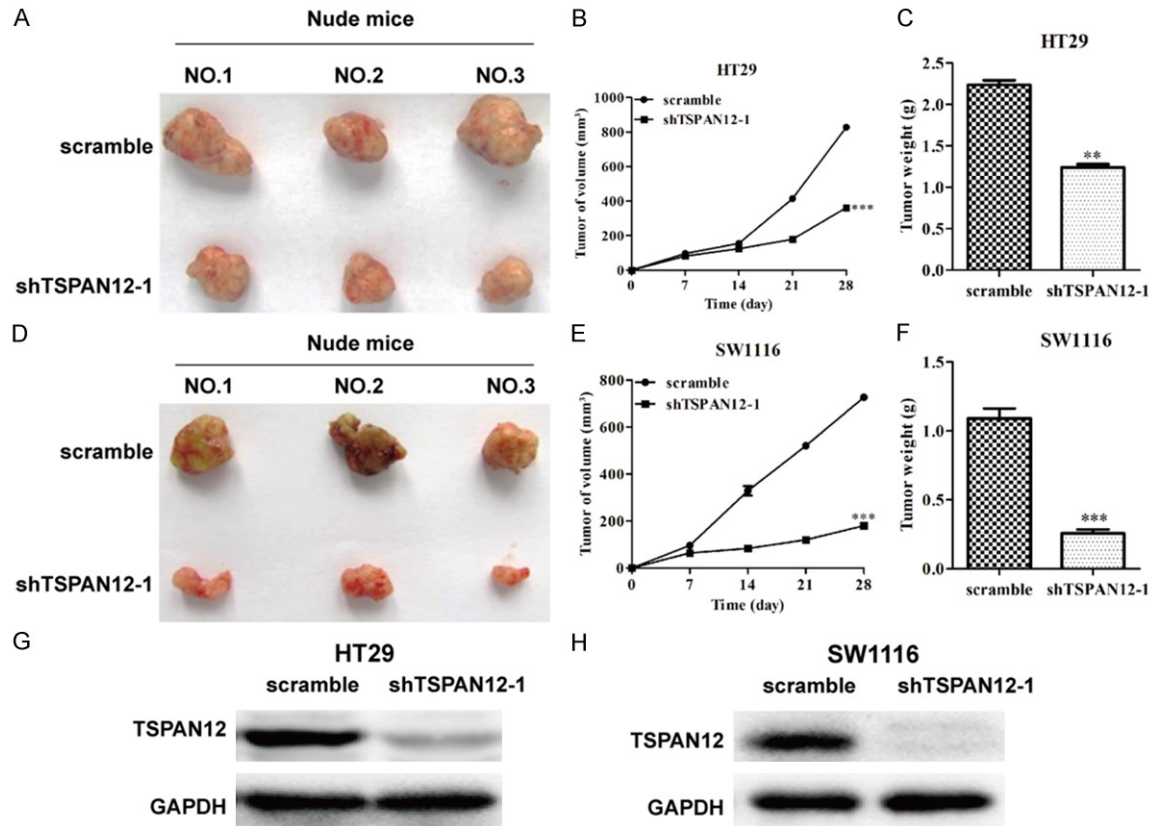 A
Nude mice
NO.1 NO.2 NO.3
scramble
shTSPAN12-1
B
HT29
scramble
shTSPAN12-1
Tumor of volume (mm³)
1000
800
600
400
200
0
0 7 14 21 28
Time (day)
***
C
HT29
Tumor weight (g)
2.5
2.0
1.5
1.0
0.5
0.0
**
scramble shTSPAN12-1
D
Nude mice
NO.1 NO.2 NO.3
scramble
shTSPAN12-1
E
SW1116
scramble
shTSPAN12-1
Tumor of volume (mm³)
800
600
400
200
0
0 7 14 21 28
Time (day)
***
F
SW1116
Tumor weight (g)
1.5
1.0
0.5
0.0
***
scramble shTSPAN12-1
G
HT29
scramble shTSPAN12-1
TSPAN12
GAPDH
H
SW1116
scramble shTSPAN12-1
TSPAN12
GAPDH